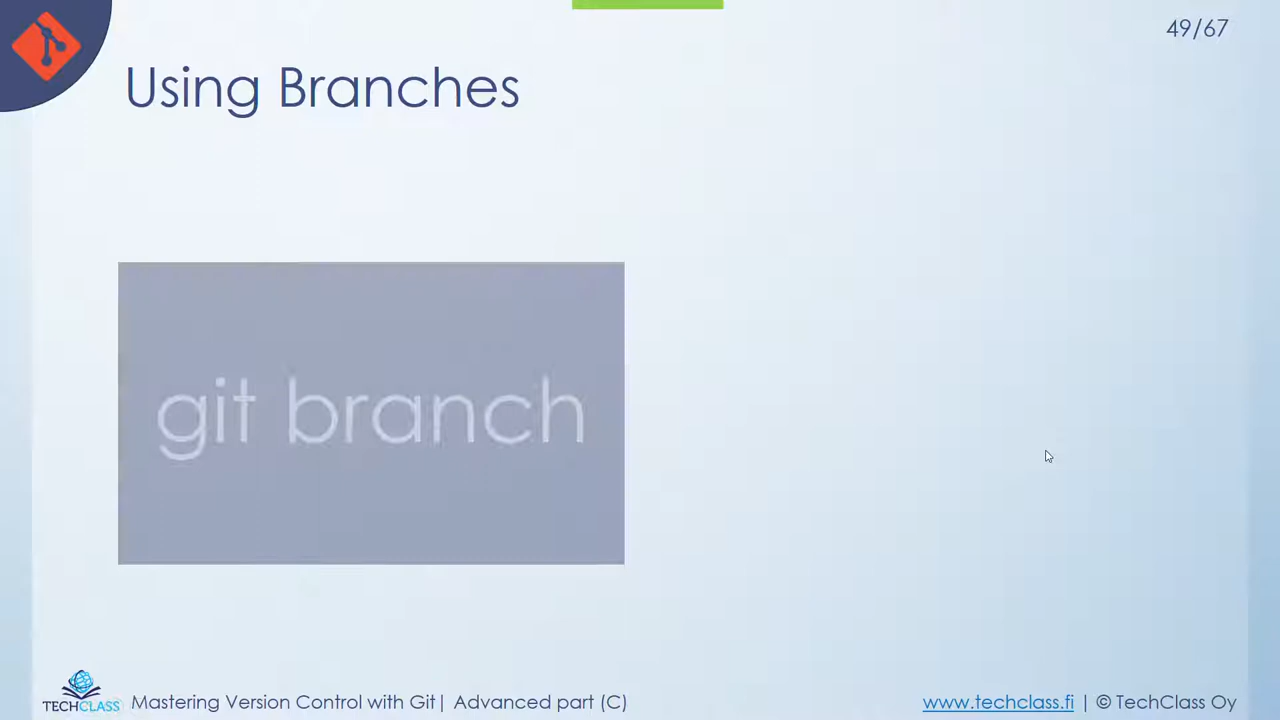 49/67
Using Branches
git branch
TECHCLASS
Mastering Version Control with Git| Advanced part (C)
www.techclass.fi | © TechClass Oy